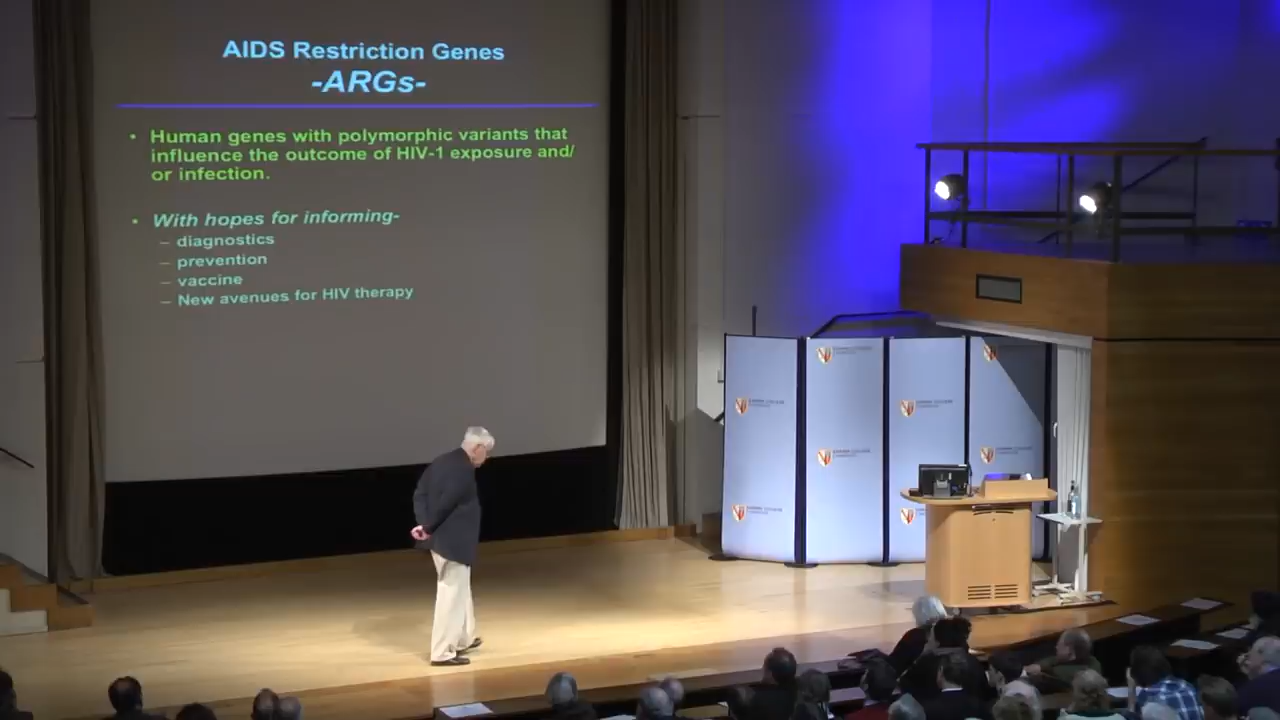 AIDS Restriction Genes
-ARGs-
• Human genes with polymorphic variants that
influence the outcome of HIV-1 exposure and/
or infection.
• With hopes for informing-
– diagnostics
– prevention
– vaccine
– New avenues for HIV therapy